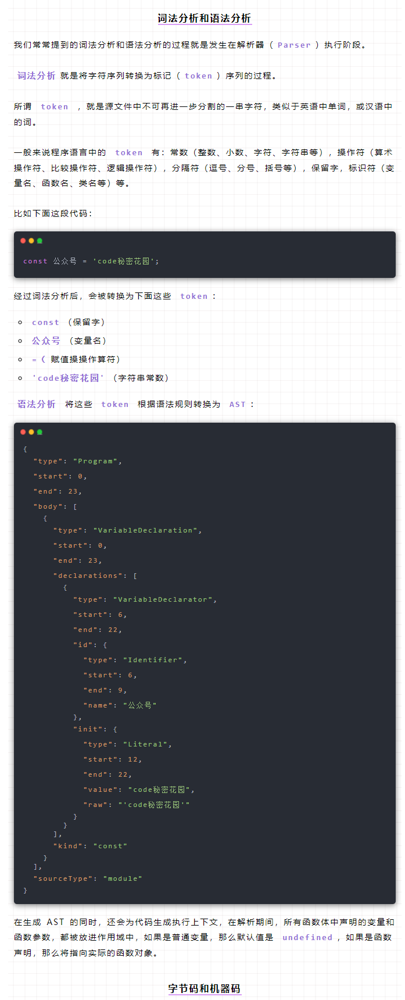 词法分析和语法分析
我们常常提到的词法分析和语法分析的过程就是发生在解析器（ Parser ）执行阶段。
词法分析 就是将字符序列转换为标记（ token ）序列的过程。
所谓 token ，就是源文件中不可再进一步分割的一串字符，类似于英语中单词，或汉语中
的词。
一般来说程序语言中的 token 有：常数（整数、小数、字符、字符串等），操作符（算术
操作符、比较操作符、逻辑操作符），分隔符（逗号、分号、括号等），保留字，标识符（变
量名、函数名、类名等）等。
比如下面这段代码：
const 公众号 = 'code秘密花园';
经过词法分析后，会被转换为下面这些 token ：
const （保留字）
公众号 （变量名）
=（ 赋值操操作算符）
'code秘密花园' （字符串常数）
语法分析 将这些 token 根据语法规则转换为 AST ：
{
"type": "Program",
"start": 0,
"end": 23,
"body": [
{
"type": "VariableDeclaration",
"start": 0,
"end": 23,
"declarations": [
{
"type": "VariableDeclarator",
"start": 6,
"end": 22,
"id": {
"type": "Identifier",
"start": 6,
"end": 9,
"name": "公众号"
},
"init": {
"type": "Literal",
"start": 12,
"end": 22,
"value": "code秘密花园",
"raw": "'code秘密花园'"
}
}
],
"kind": "const"
}
],
"sourceType": "module"
}
在生成 AST 的同时，还会为代码生成执行上下文，在解析期间，所有函数体中声明的变量和
函数参数，都被放进作用域中，如果是普通变量，那么默认值是 undefined ，如果是函数
声明，那么将指向实际的函数对象。
字节码和机器码